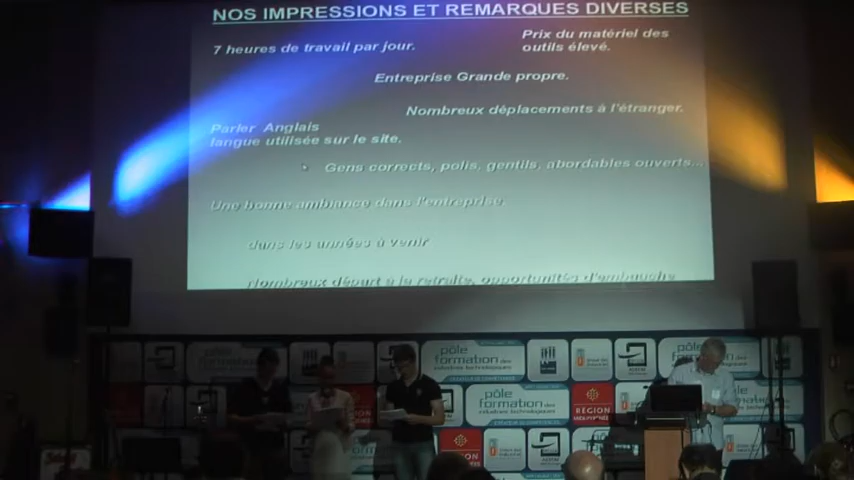 NOS IMPRESSIONS ET REMARQUES DIVERSES
7 heures de travail par jour.
Prix du matériel des
outils élevé.
Entreprise Grande propre.
Nombreux déplacements à l'étranger.
Parler Anglais
langue utilisée sur le site.
Gens corrects, polis, gentils, abordables ouverts...
Une bonne ambiance dans l'entreprise
dans les années à venir
Nombreux départ à la retraite, opportunités d'embauche
pôle
formation des
industries technologiques
pôle
pôle
formation des
industries technologiques
RÉGION
RÉGION